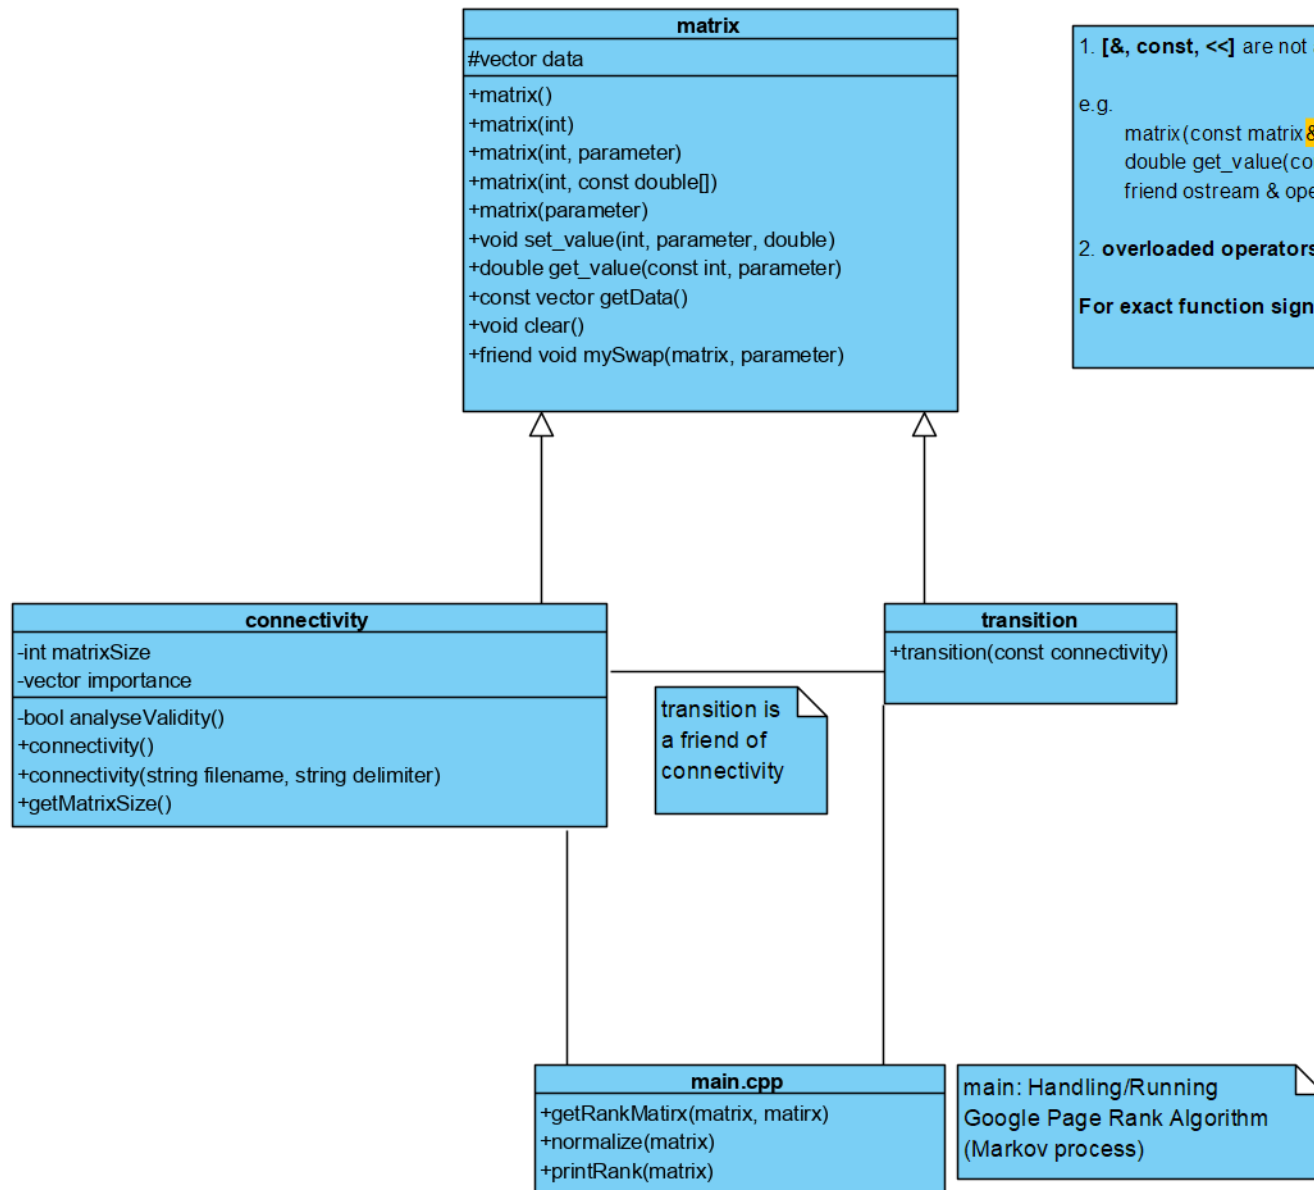 matrix
#vector data
+matrix()
+matrix(int)
+matrix(int, parameter)
+matrix(int, const double[])
+matrix(parameter)
+void set_value(int, parameter, double)
+double get_value(const int, parameter)
+const vector getData()
+void clear()
+friend void mySwap(matrix, parameter)
1. [&, const, <<] are not
e.g.
matrix(const matrix&
double get_value(co
friend ostream & ope
2. overloaded operators
For exact function sign
connectivity
-int matrixSize
-vector importance
-bool analyseValidity()
+connectivity()
+connectivity(string filename, string delimiter)
+getMatrixSize()
transition is
a friend of
connectivity
transition
+transition(const connectivity)
main.cpp
+getRankMatirx(matrix, matirx)
+normalize(matrix)
+printRank(matrix)
main: Handling/Running
Google Page Rank Algorithm
(Markov process)